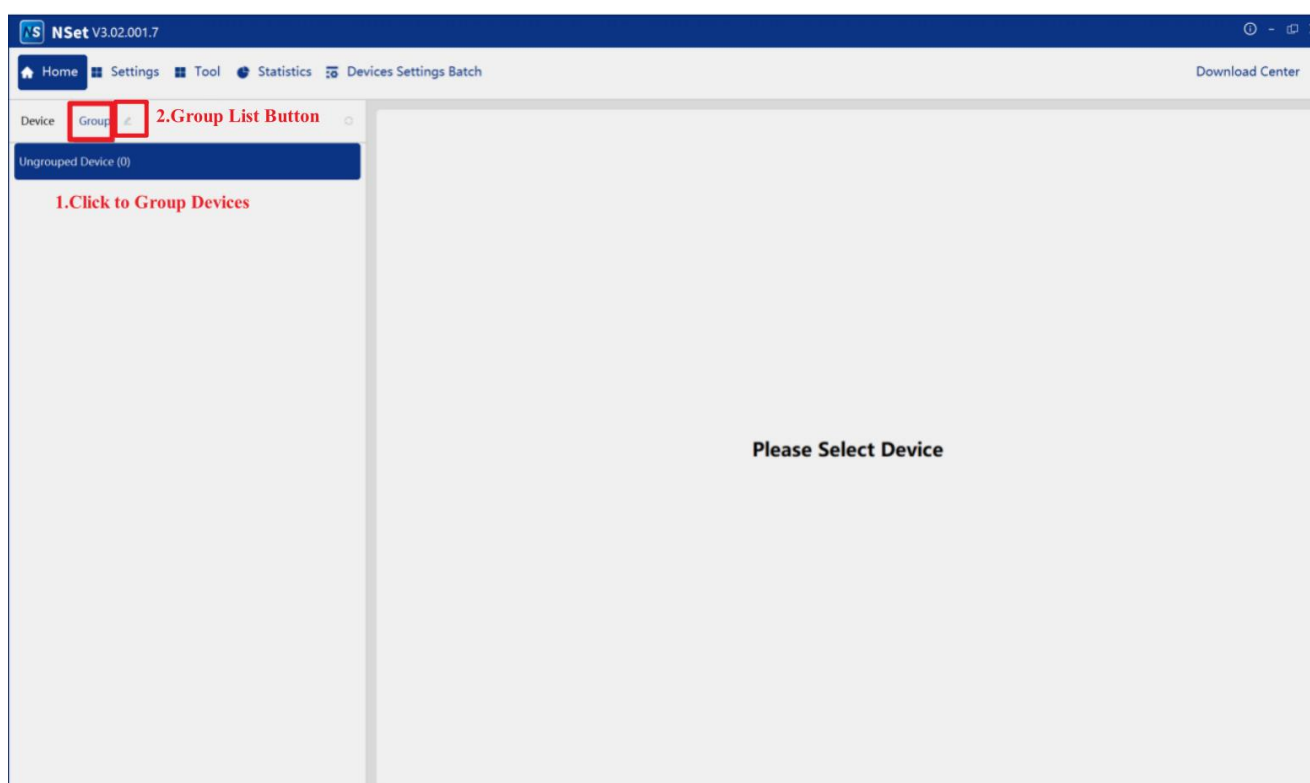 NS NSet V3.02.001.7
Home Settings Tool Statistics Devices Settings Batch Download Center
Device Group 2.Group List Button
Ungrouped Device (0)
1.Click to Group Devices
Please Select Device